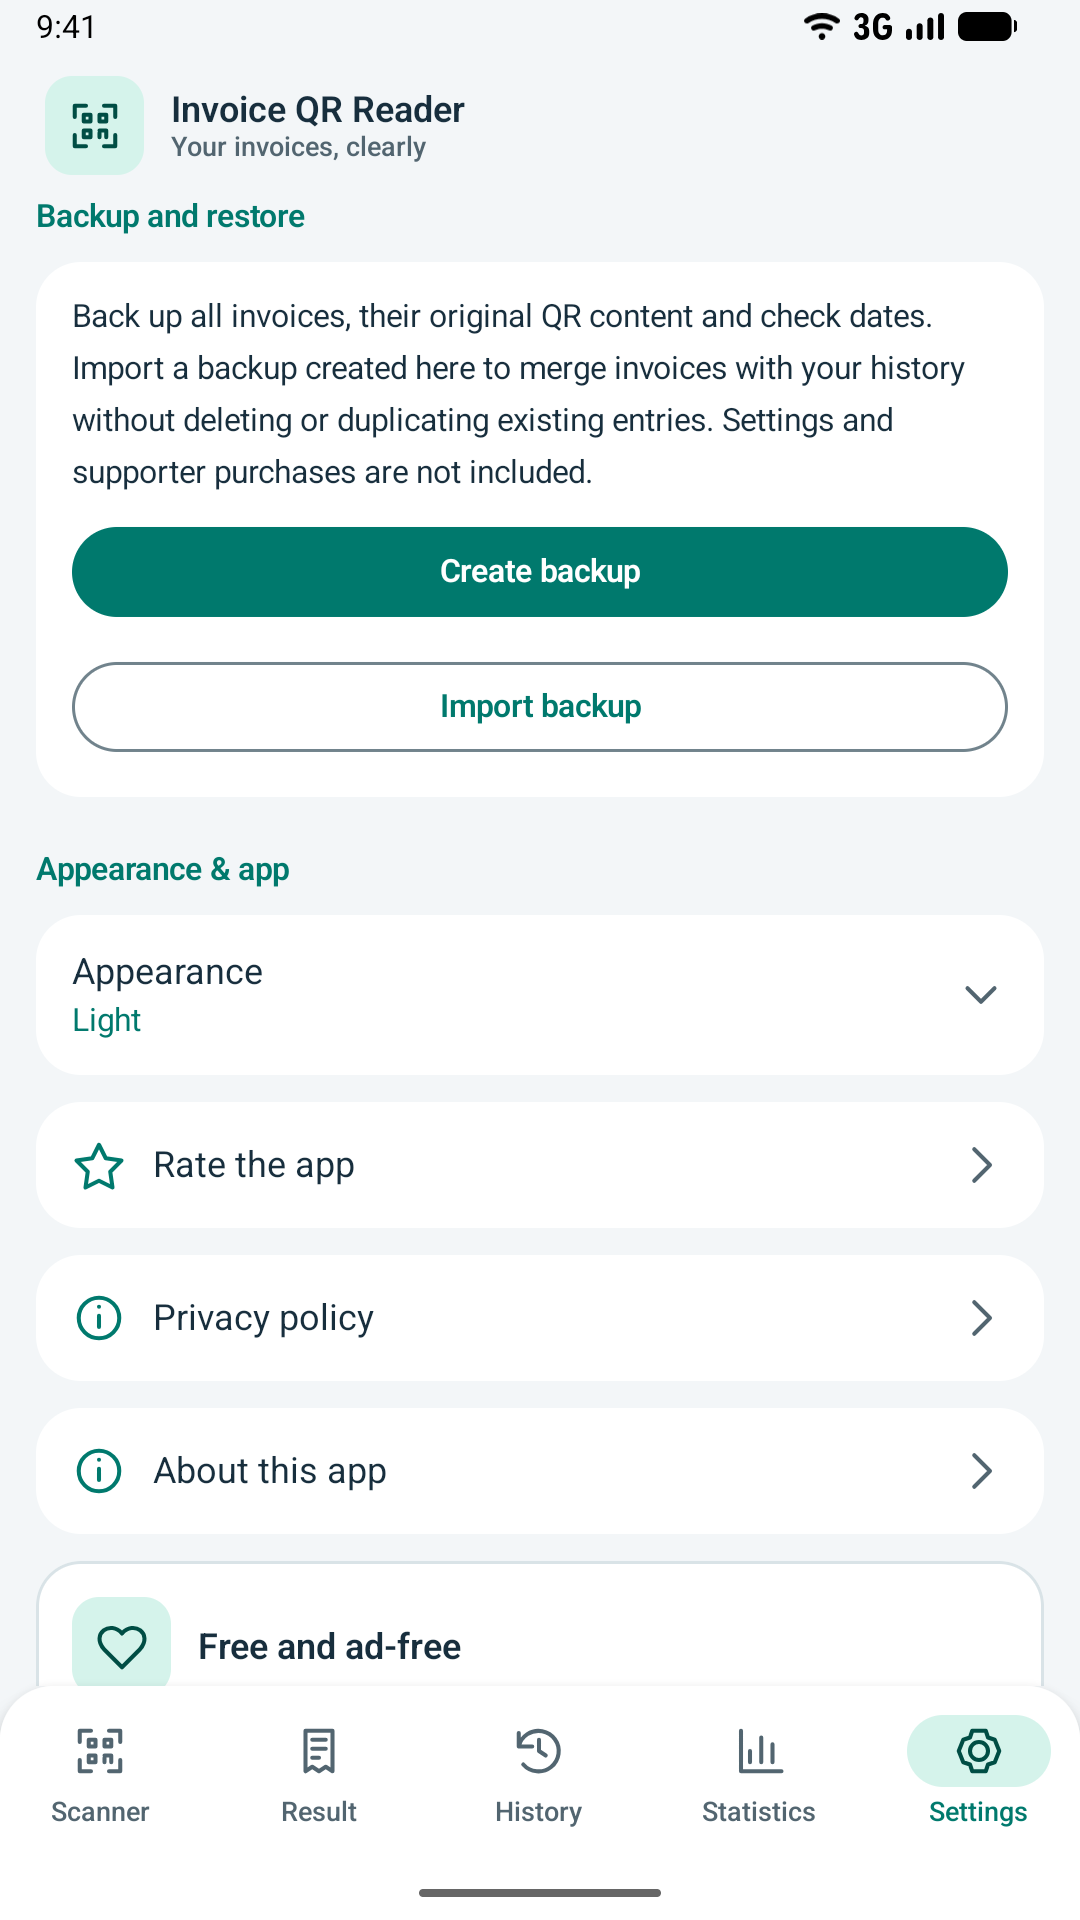 9:41
3G
Invoice QR Reader
Your invoices, clearly
Backup and restore
Back up all invoices, their original QR content and check dates.
Import a backup created here to merge invoices with your history
without deleting or duplicating existing entries. Settings and
supporter purchases are not included.
Create backup
Import backup
Appearance & app
Appearance
Light
Rate the app
Privacy policy
About this app
Free and ad-free
Scanner
Result
History
Statistics
Settings